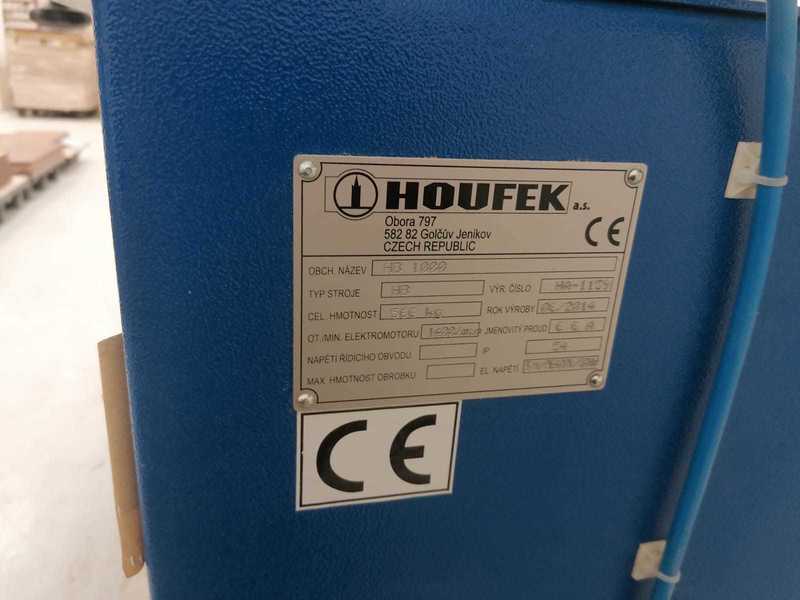 HOUFEK a.s.
Obora 797
582 82 Golčův Jeníkov
CZECH REPUBLIC
CE
OBCH. NÁZEV HB 1000
TYP STROJE HB VÝR. ČÍSLO
CEL. HMOTNOST kg ROK VÝROBY 06/2014
OT./MIN. ELEKTROMOTORU JMENOVITÝ PROUD A
NAPĚTÍ ŘÍDÍCÍHO OBVODU IP 54
MAX. HMOTNOST OBROBKU EL. NAPĚTÍ
CE